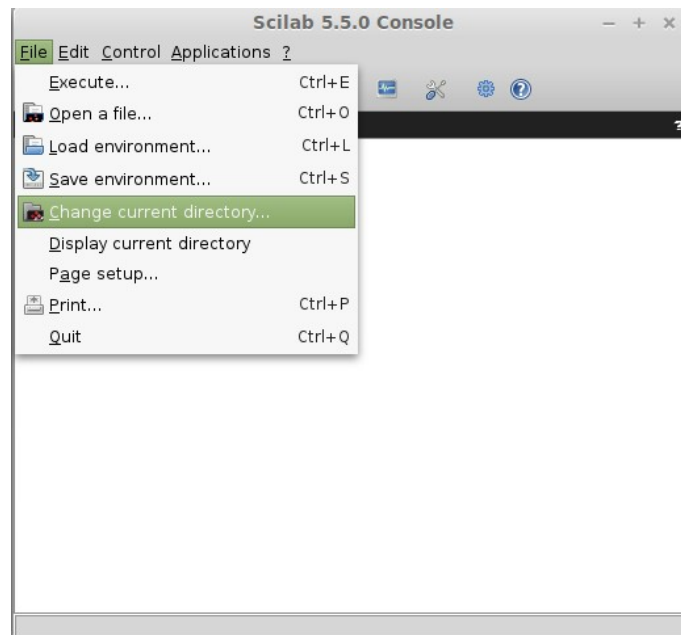 Scilab 5.5.0 Console
File Edit Control Applications ?
Execute... Ctrl+E
Open a file... Ctrl+O
Load environment... Ctrl+L
Save environment... Ctrl+S
Change current directory...
Display current directory
Page setup...
Print... Ctrl+P
Quit Ctrl+Q